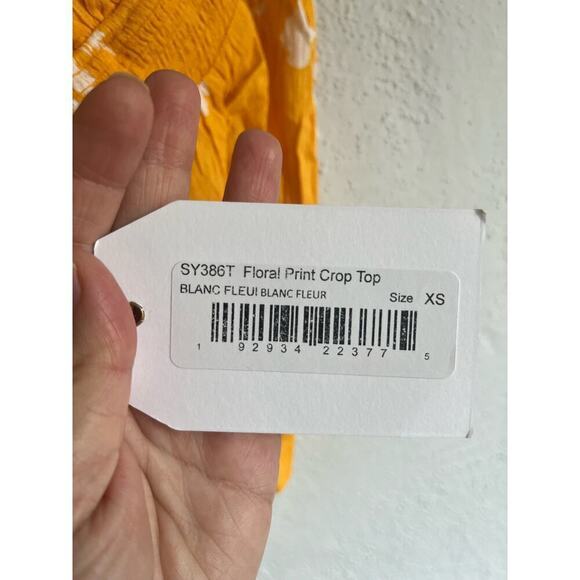 SY386T Floral Print Crop Top
BLANC FLEUI BLANC FLEUR Size XS
1 92934 22377 5